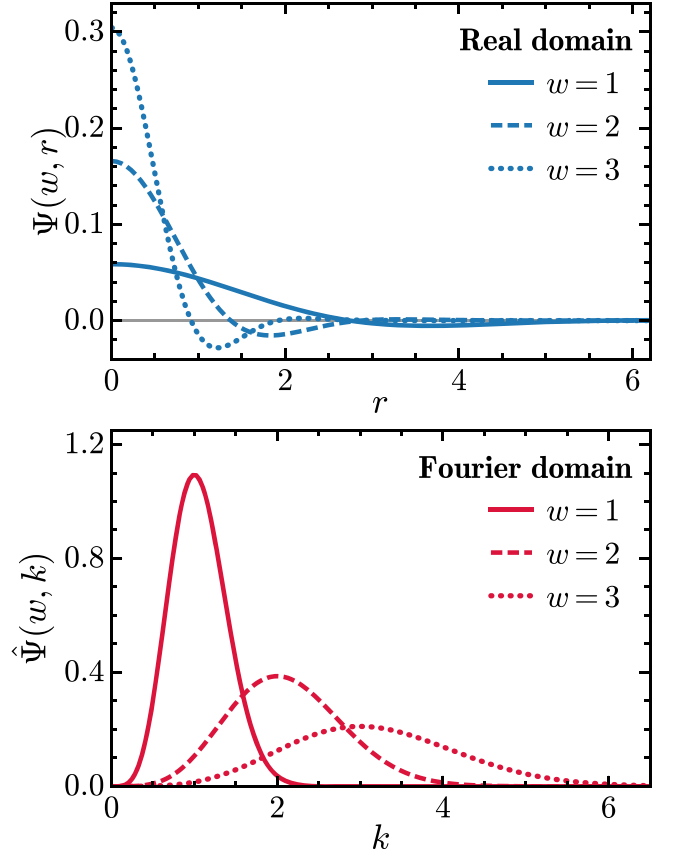 Real domain
w = 1
w = 2
w = 3
Ψ(w, r)
0.3
0.2
0.1
0.0
0 2 4 6
r
Fourier domain
w = 1
w = 2
w = 3
Ψ̂(w, k)
1.2
0.8
0.4
0.0
0 2 4 6
k